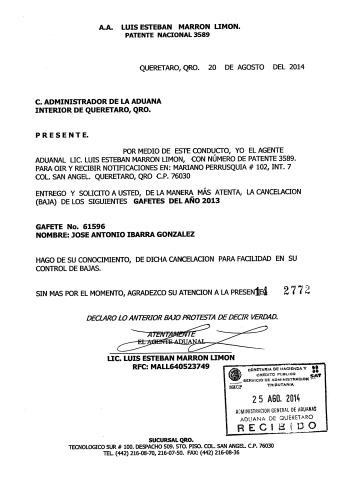 A.A. LUIS ESTEBAN MARRON LIMON.
PATENTE NACIONAL 3589
QUERETARO, QRO. 20 DE AGOSTO DEL 2014
C. ADMINISTRADOR DE LA ADUANA
INTERIOR DE QUERETARO, QRO.
P R E S E N T E.
POR MEDIO DE ESTE CONDUCTO, YO EL AGENTE
ADUANAL LIC. LUIS ESTEBAN MARRON LIMON, CON NÚMERO DE PATENTE 3589.
PARA OIR Y RECIBIR NOTIFICACIONES EN: MARIANO PERRUSQUIA # 102, INT. 7
COL. SAN ANGEL. QUERETARO, QRO C.P. 76030
ENTREGO Y SOLICITO A USTED, DE LA MANERA MÁS ATENTA, LA CANCELACION
(BAJA) DE LOS SIGUIENTES GAFETES DEL AÑO 2013
GAFETE No. 61596
NOMBRE: JOSE ANTONIO IBARRA GONZALEZ
HAGO DE SU CONOCIMIENTO, DE DICHA CANCELACION PARA FACILIDAD EN SU
CONTROL DE BAJAS.
SIN MAS POR EL MOMENTO, AGRADEZCO SU ATENCION A LA PRESENTE. 14 2772
DECLARO LO ANTERIOR BAJO PROTESTA DE DECIR VERDAD.
ATENTAMENTE
EL AGENTE ADUANAL
LIC. LUIS ESTEBAN MARRON LIMON
RFC: MALL640523749
SECRETARIA DE HACIENDA Y
CREDITO PUBLICO
SERVICIO DE ADMINISTRACION
TRIBUTARIA
SHCP
SAT
25 AGO. 2014
ADMINISTRACION GENERAL DE ADUANAS
ADUANA DE QUERETARO
RECIBIDO
SUCURSAL QRO.
TECNOLOGICO SUR # 100. DESPACHO 509. 5TO. PISO. COL. SAN ANGEL. C.P. 76030
TEL. (442) 216-08-70, 216-07-50. FAX: (442) 216-08-36